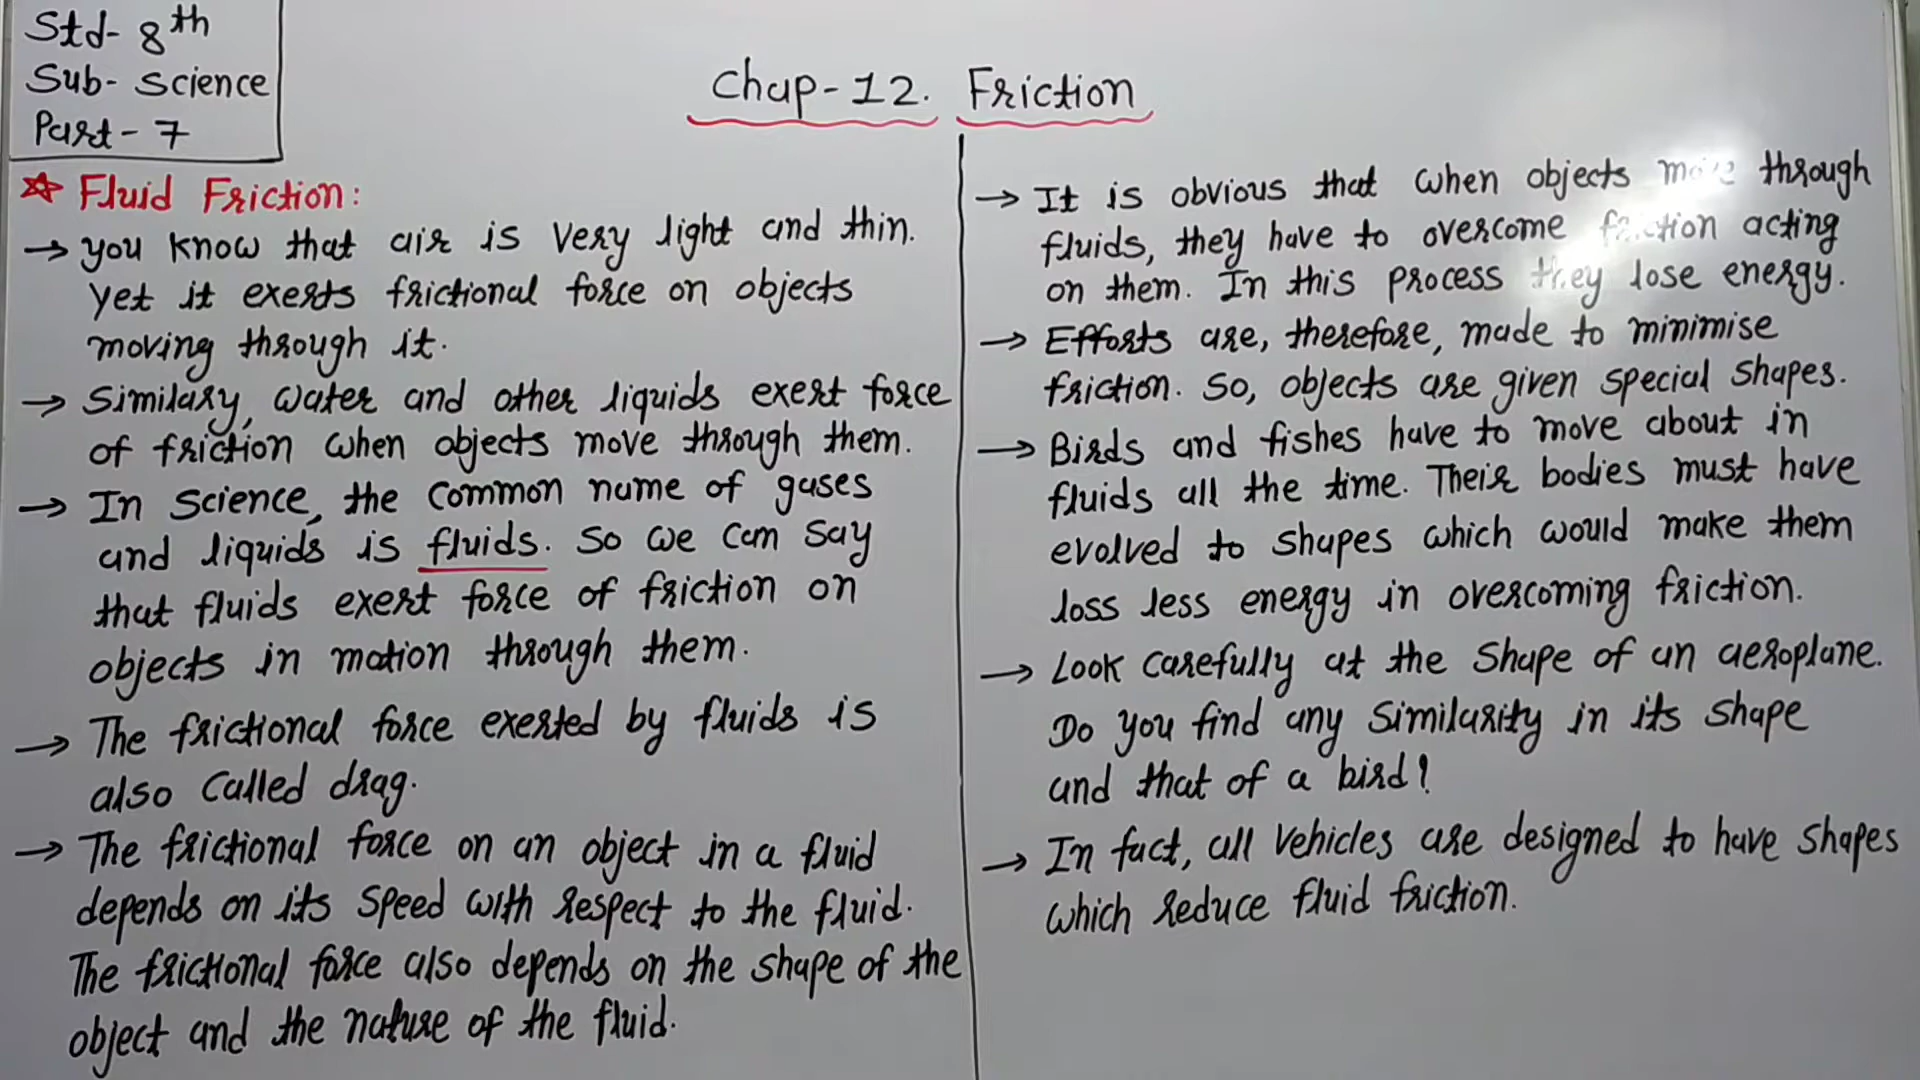 Std- 8th
Sub- Science
Part- 7
Chap-12. Friction
☆ Fluid Friction:
→ you know that air is very light and thin.
Yet it exerts frictional force on objects
moving through it.
→ Similary, water and other liquids exert force
of friction when objects move through them.
→ In Science, the common name of gases
and liquids is fluids. So we can say
that fluids exert force of friction on
objects in motion through them.
→ The frictional force exerted by fluids is
also called drag.
→ The frictional force on an object in a fluid
depends on its speed with respect to the fluid.
The frictional force also depends on the shape of the
object and the nature of the fluid.
→ It is obvious that when objects move through
fluids, they have to overcome friction acting
on them. In this process they lose energy.
→ Efforts are, therefore, made to minimise
friction. So, objects are given special shapes.
→ Birds and fishes have to move about in
fluids all the time. Their bodies must have
evolved to shapes which would make them
loss less energy in overcoming friction.
→ Look carefully at the shape of an aeroplane.
Do you find any similarity in its shape
and that of a bird?
→ In fact, all vehicles are designed to have shapes
which reduce fluid friction.